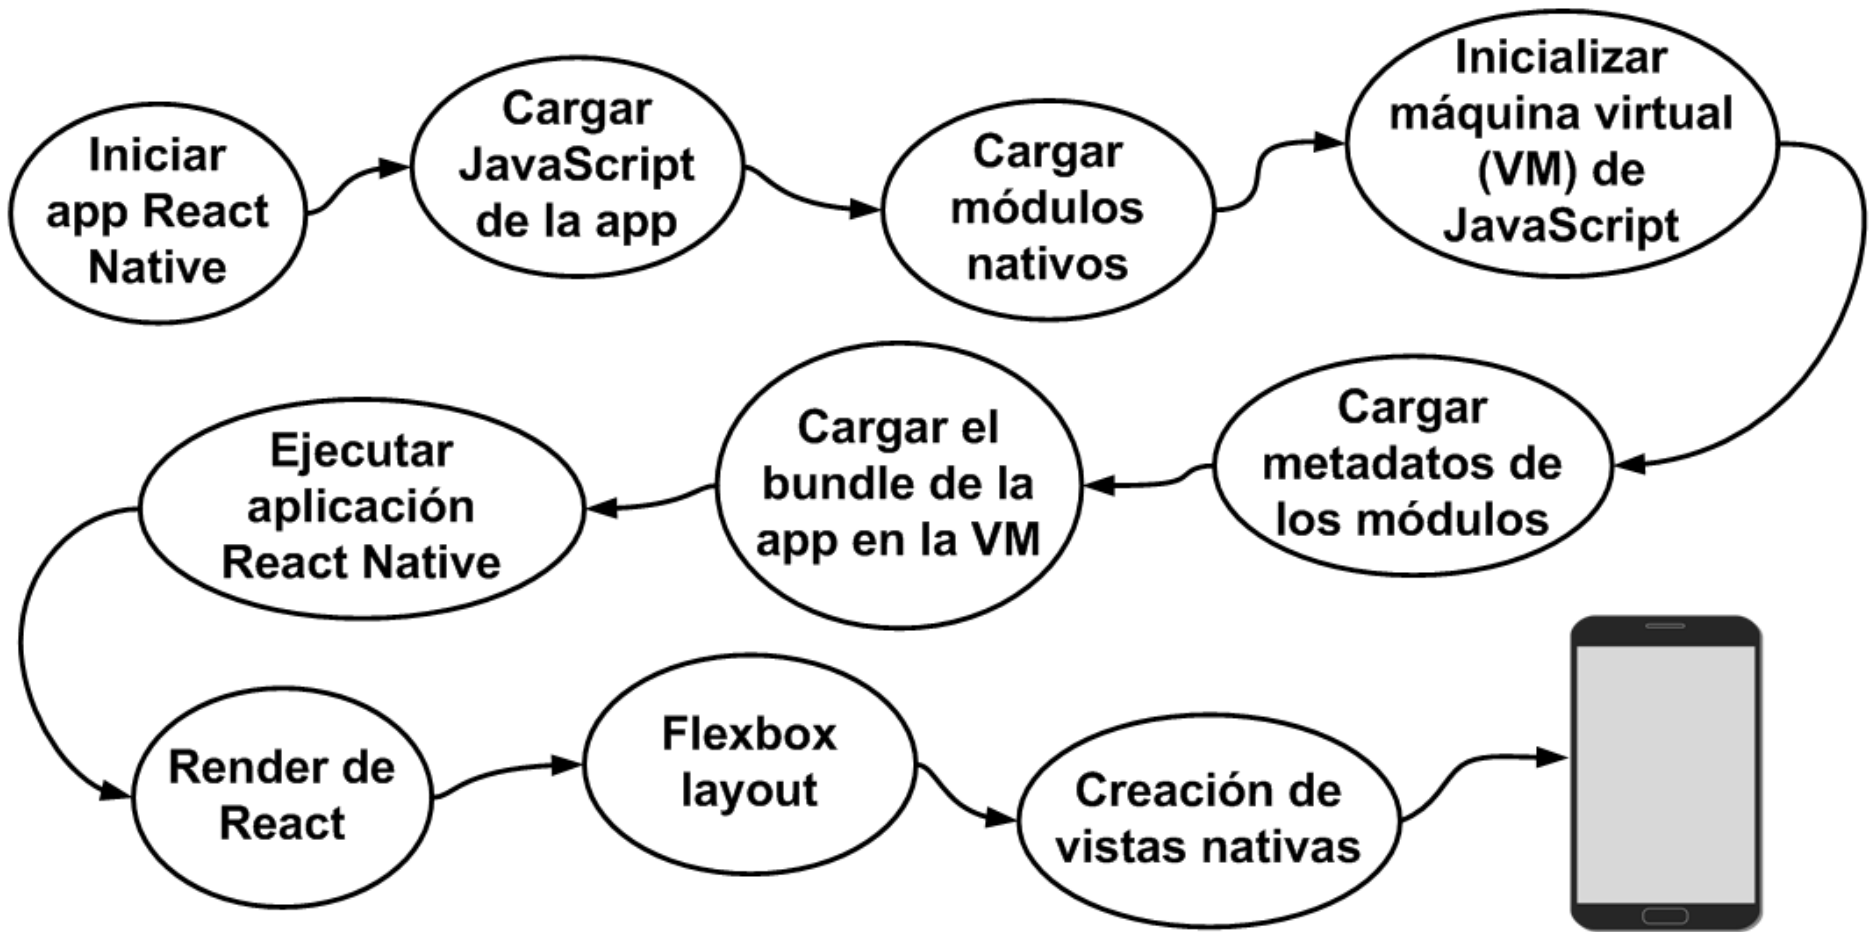 Iniciar
app React
Native
Cargar
JavaScript
de la app
Cargar
módulos
nativos
Inicializar
máquina virtual
(VM) de
JavaScript
Cargar
metadatos de
los módulos
Cargar el
bundle de la
app en la VM
Ejecutar
aplicación
React Native
Render de
React
Flexbox
layout
Creación de
vistas nativas